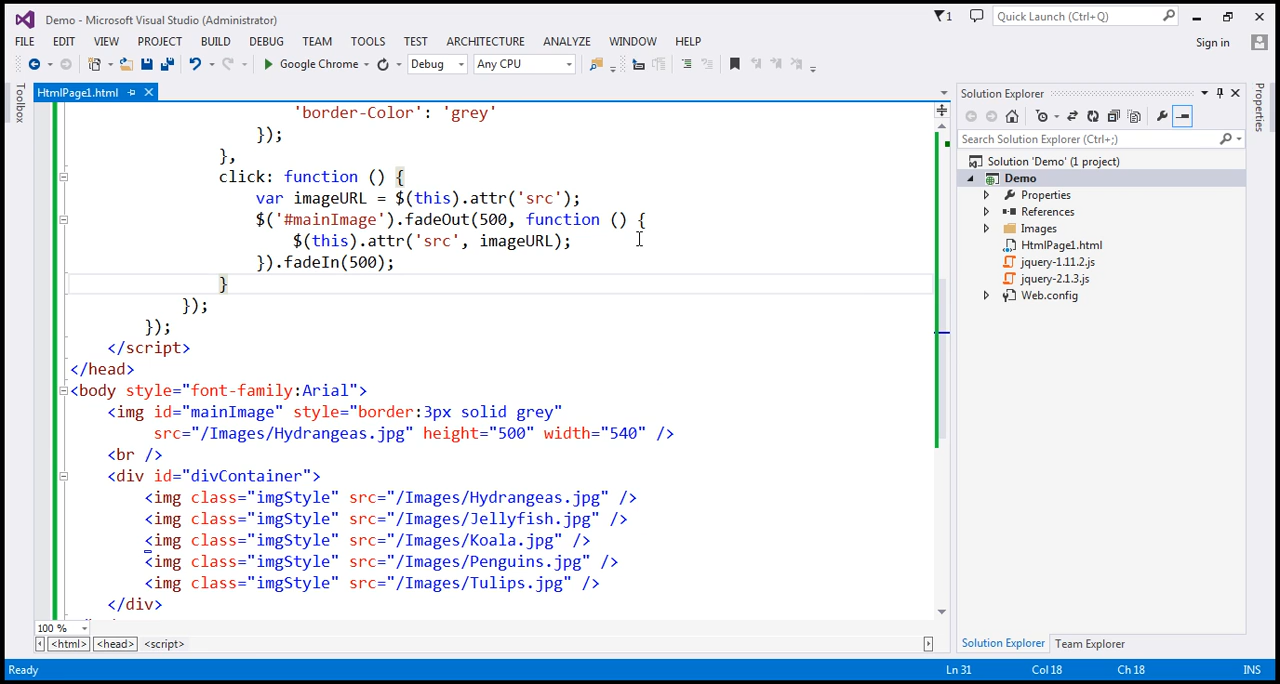 Demo - Microsoft Visual Studio (Administrator)
1
Quick Launch (Ctrl+Q)
FILE EDIT VIEW PROJECT BUILD DEBUG TEAM TOOLS TEST ARCHITECTURE ANALYZE WINDOW HELP
Sign in
Google Chrome
Debug
Any CPU
Toolbox
HtmlPage1.html
'border-Color': 'grey'
});
},
click: function () {
var imageURL = $(this).attr('src');
$('#mainImage').fadeOut(500, function () {
$(this).attr('src', imageURL);
}).fadeIn(500);
}
});
});
</script>
</head>
<body style="font-family:Arial">
<img id="mainImage" style="border:3px solid grey"
src="/Images/Hydrangeas.jpg" height="500" width="540" />
<br />
<div id="divContainer">
<img class="imgStyle" src="/Images/Hydrangeas.jpg" />
<img class="imgStyle" src="/Images/Jellyfish.jpg" />
<img class="imgStyle" src="/Images/Koala.jpg" />
<img class="imgStyle" src="/Images/Penguins.jpg" />
<img class="imgStyle" src="/Images/Tulips.jpg" />
</div>
100 %
<html> <head> <script>
Solution Explorer
Search Solution Explorer (Ctrl+;)
Solution 'Demo' (1 project)
Demo
Properties
References
Images
HtmlPage1.html
jquery-1.11.2.js
jquery-2.1.3.js
Web.config
Solution Explorer Team Explorer
Properties
Ready
Ln 31
Col 18
Ch 18
INS